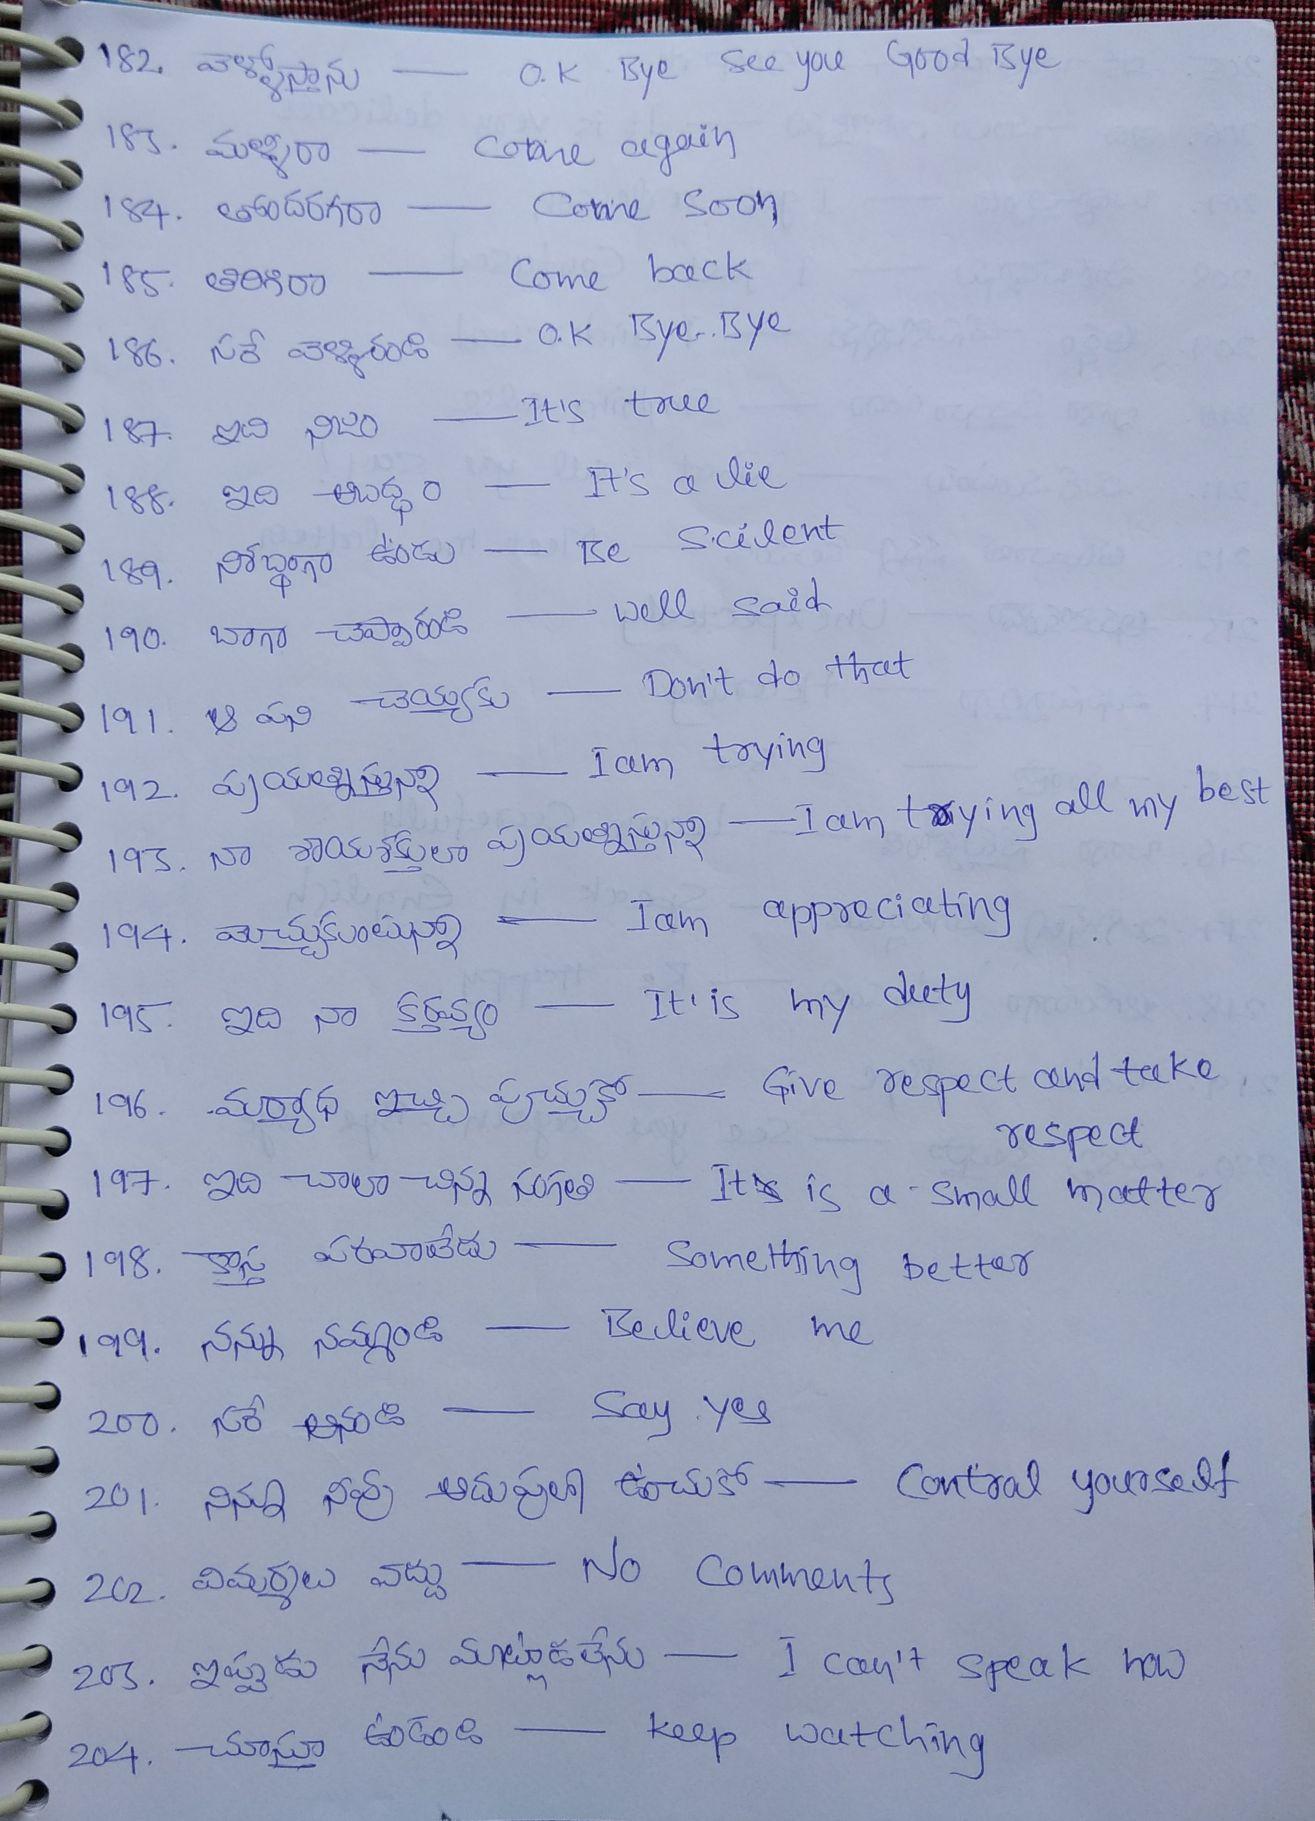 182. వెళ్ళొస్తాను — O.K Bye See you Good Bye
183. మళ్ళీరా — Come again
184. తొందరగరా — Come Soon
185. తిరిగిరా — Come back
186. సరే వెళ్ళిరండి — O.K Bye..Bye
187. ఇది నిజం — It's true
188. ఇది అబద్ధం — It's a lie
189. నిశబ్ధంగా ఉండు — Be Scilent
190. బాగా చెప్పారండి — Well said
191. ఆ పని చెయ్యకు — Don't do that
192. ప్రయత్నిస్తున్నా — I am trying
193. నా శాయశక్తులా ప్రయత్నిస్తున్నా — I am trying all my best
194. మెచ్చుకుంటున్నా — I am appreciating
195. ఇది నా కర్తవ్యం — It is my duty
196. మర్యాధ ఇచ్చి పుచ్చుకో — Give respect and take
respect
197. ఇది చాలా చిన్న సంగతి — It is a small matter
198. కాస్త పరవాలేదు — Something better
199. నన్ను నమ్మండి — Believe me
200. సరే అనండి — Say yes
201. నిన్ను నీవు అదుపులో ఉంచుకో — Contral yourself
202. విమర్శలు వద్దు — No Comments
203. ఇప్పుడు నేను మాట్లాడలేను — I can't speak now
204. చూస్తూ ఉండండి — keep watching